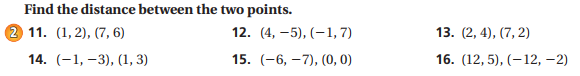 Find the distance between the two points.
2 11. (1, 2), (7, 6) 12. (4, −5), (−1, 7) 13. (2, 4), (7, 2)
14. (−1, −3), (1, 3) 15. (−6, −7), (0, 0) 16. (12, 5), (−12, −2)